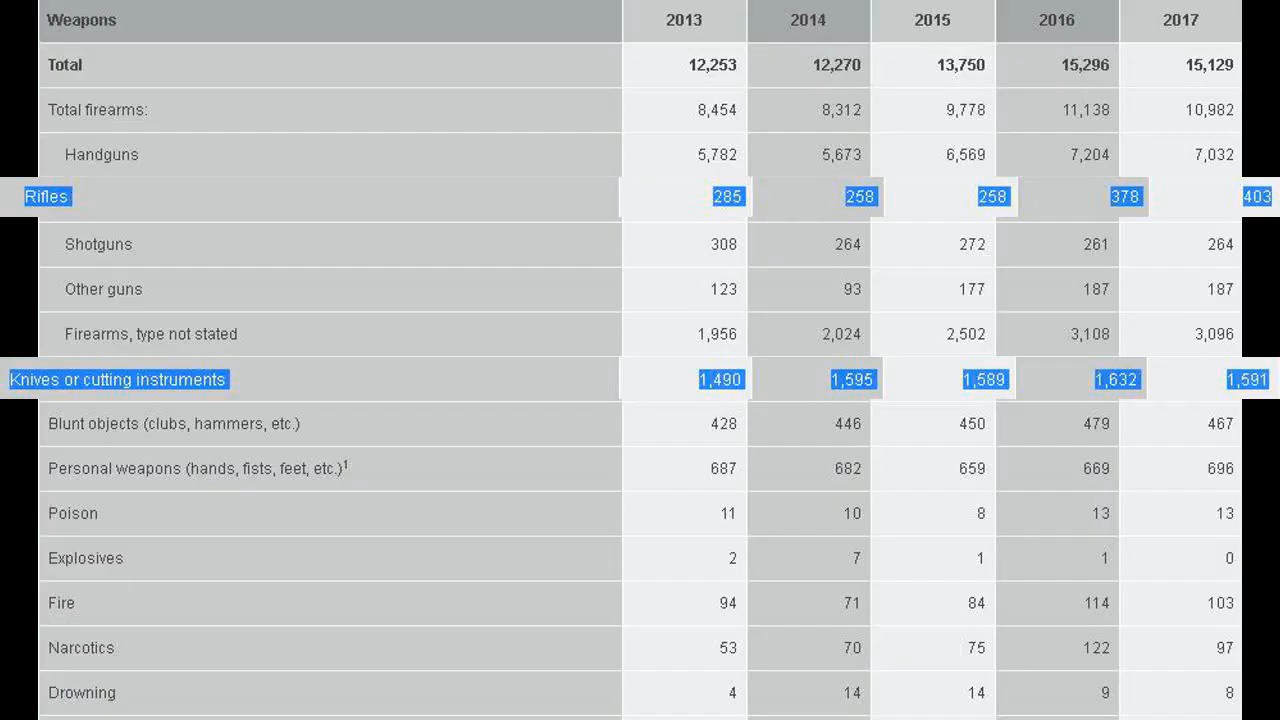 Weapons 2013 2014 2015 2016 2017
Total 12,253 12,270 13,750 15,296 15,129
Total firearms: 8,454 8,312 9,778 11,138 10,982
Handguns 5,782 5,673 6,569 7,204 7,032
Rifles 285 258 258 378 403
Shotguns 308 264 272 261 264
Other guns 123 93 177 187 187
Firearms, type not stated 1,956 2,024 2,502 3,108 3,096
Knives or cutting instruments 1,490 1,595 1,589 1,632 1,591
Blunt objects (clubs, hammers, etc.) 428 446 450 479 467
Personal weapons (hands, fists, feet, etc.)1 687 682 659 669 696
Poison 11 10 8 13 13
Explosives 2 7 1 1 0
Fire 94 71 84 114 103
Narcotics 53 70 75 122 97
Drowning 4 14 14 9 8